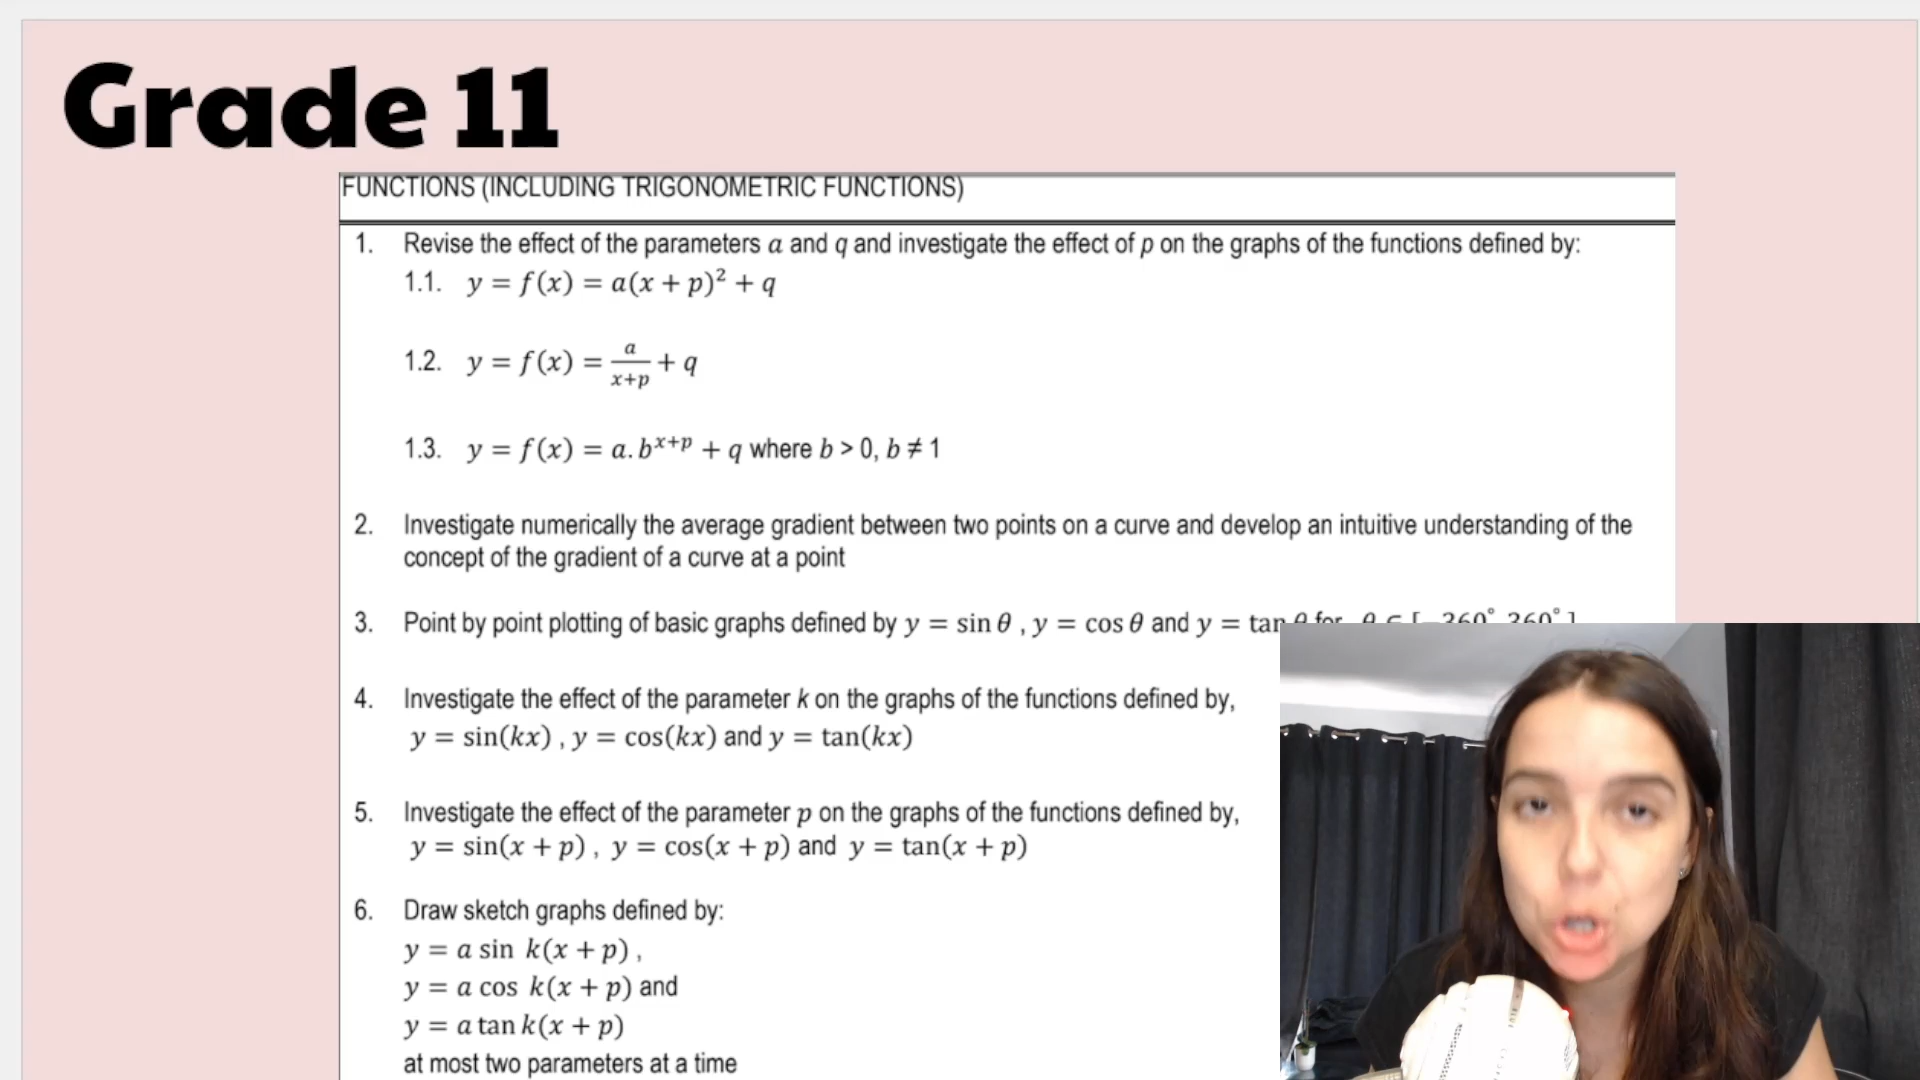 Grade 11
FUNCTIONS (INCLUDING TRIGONOMETRIC FUNCTIONS)
1. Revise the effect of the parameters a and q and investigate the effect of p on the graphs of the functions defined by:
1.1. y = f(x) = a(x + p)² + q
1.2. y = f(x) = a/(x+p) + q
1.3. y = f(x) = a. b^(x+p) + q where b > 0, b ≠ 1
2. Investigate numerically the average gradient between two points on a curve and develop an intuitive understanding of the
concept of the gradient of a curve at a point
3. Point by point plotting of basic graphs defined by y = sin θ , y = cos θ and y = tan θ for θ ∈ [−360°, 360°]
4. Investigate the effect of the parameter k on the graphs of the functions defined by,
y = sin(kx) , y = cos(kx) and y = tan(kx)
5. Investigate the effect of the parameter p on the graphs of the functions defined by,
y = sin(x + p) , y = cos(x + p) and y = tan(x + p)
6. Draw sketch graphs defined by:
y = a sin k(x + p) ,
y = a cos k(x + p) and
y = a tan k(x + p)
at most two parameters at a time